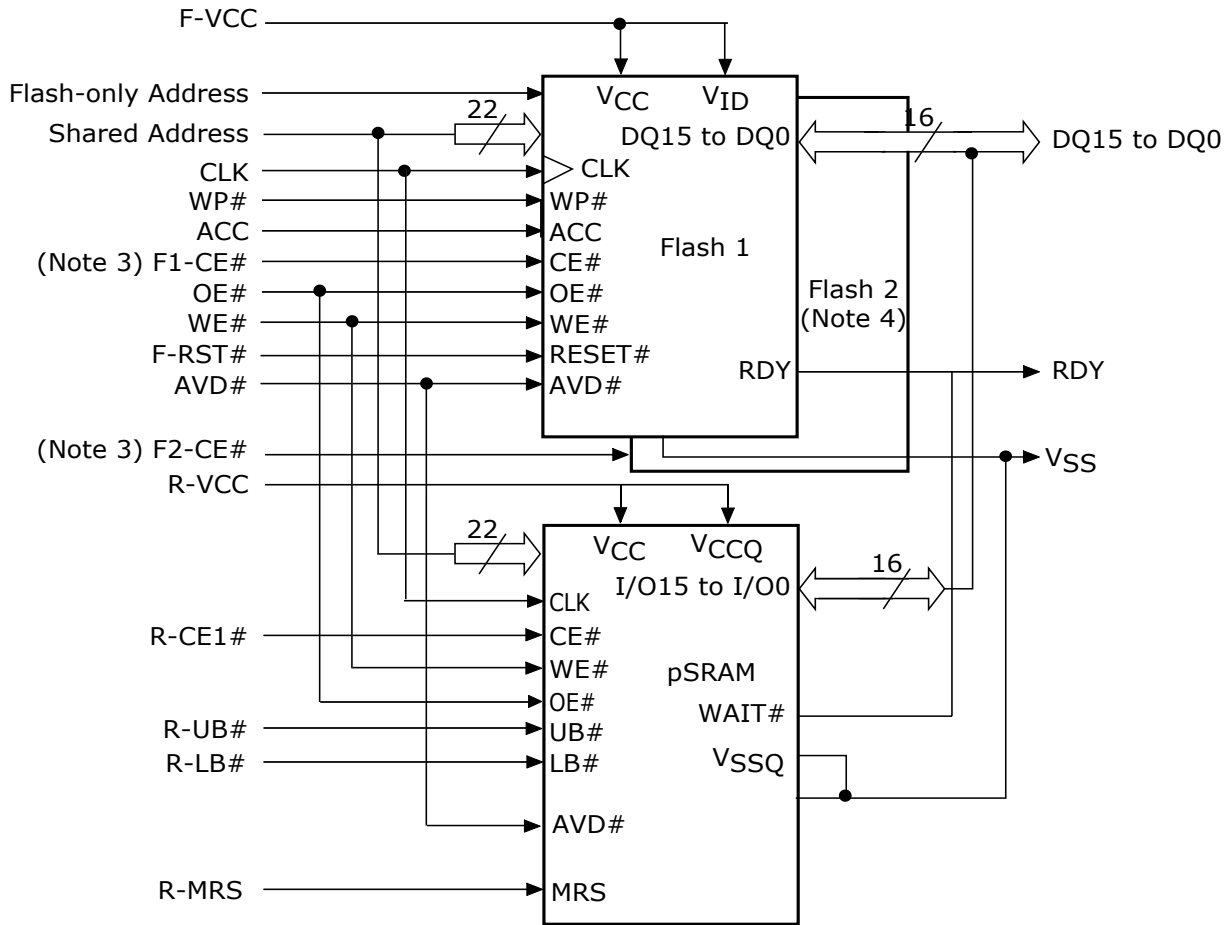 F-VCC
Flash-only Address
Shared Address
CLK
WP#
ACC
(Note 3) F1-CE#
OE#
WE#
F-RST#
AVD#
(Note 3) F2-CE#
R-VCC
R-CE1#
R-UB#
R-LB#
R-MRS
VCC VID
22
DQ15 to DQ0
CLK
WP#
ACC
CE#
OE#
WE#
RESET#
AVD#
Flash 1
RDY
Flash 2
(Note 4)
16
DQ15 to DQ0
RDY
VSS
22
VCC VCCQ
I/O15 to I/O0
16
CLK
CE#
WE#
OE#
UB#
LB#
AVD#
MRS
pSRAM
WAIT#
VSSQ